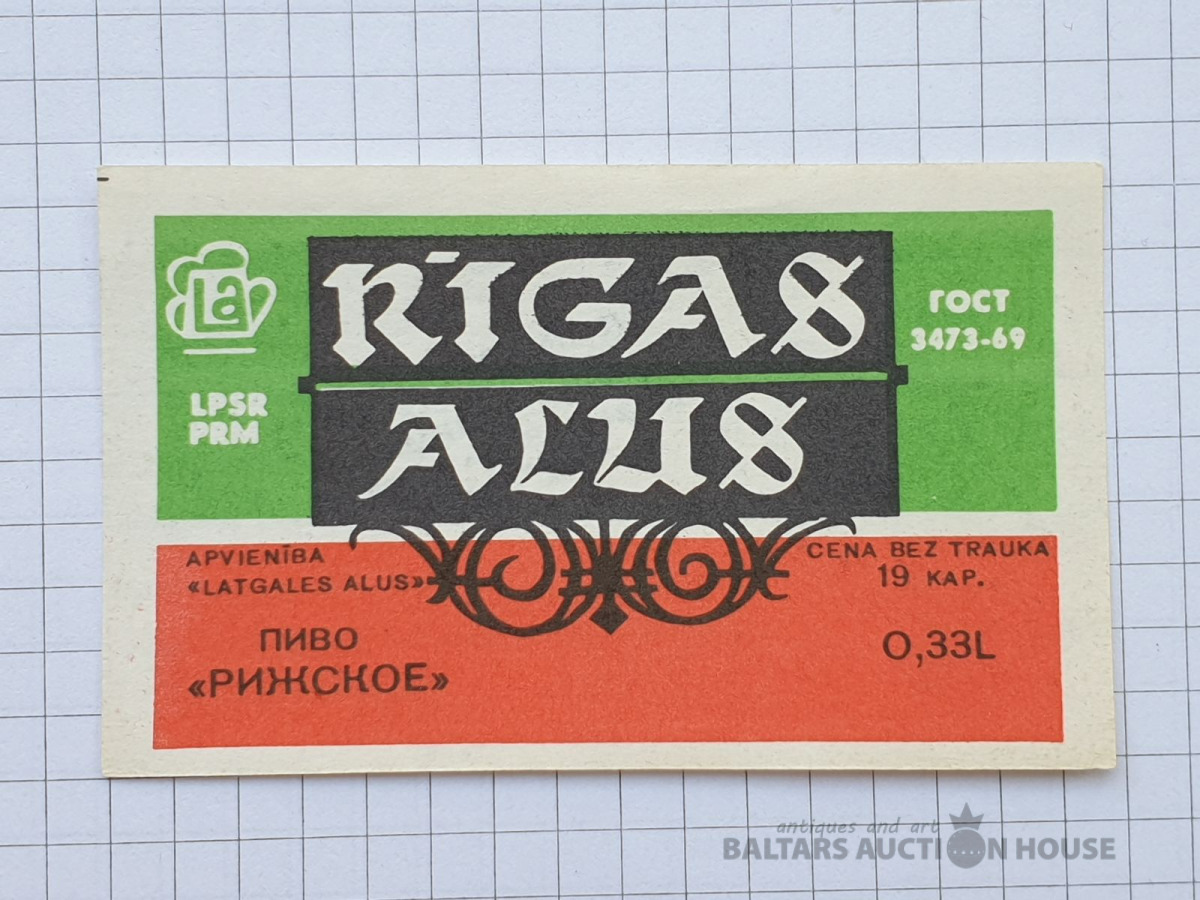 RĪGAS
ALUS
La
LPSR
PRM
ГОСТ
3473-69
APVIENĪBA
«LATGALES ALUS»
ПИВО
«РИЖСКОЕ»
CENA BEZ TRAUKA
19 KAP.
0,33L
antiques and art
BALTARS AUCTION HOUSE